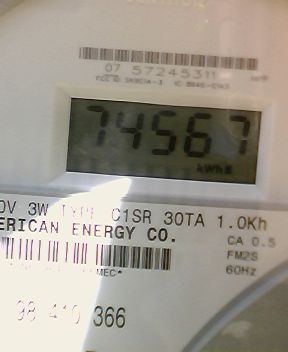 07 57245311
74567
kWh
0V 3W TYPE C1SR 30TA 1.0Kh
ERICAN ENERGY CO.
CA 0.5
FM2S
60Hz
MEC*
98 410 366